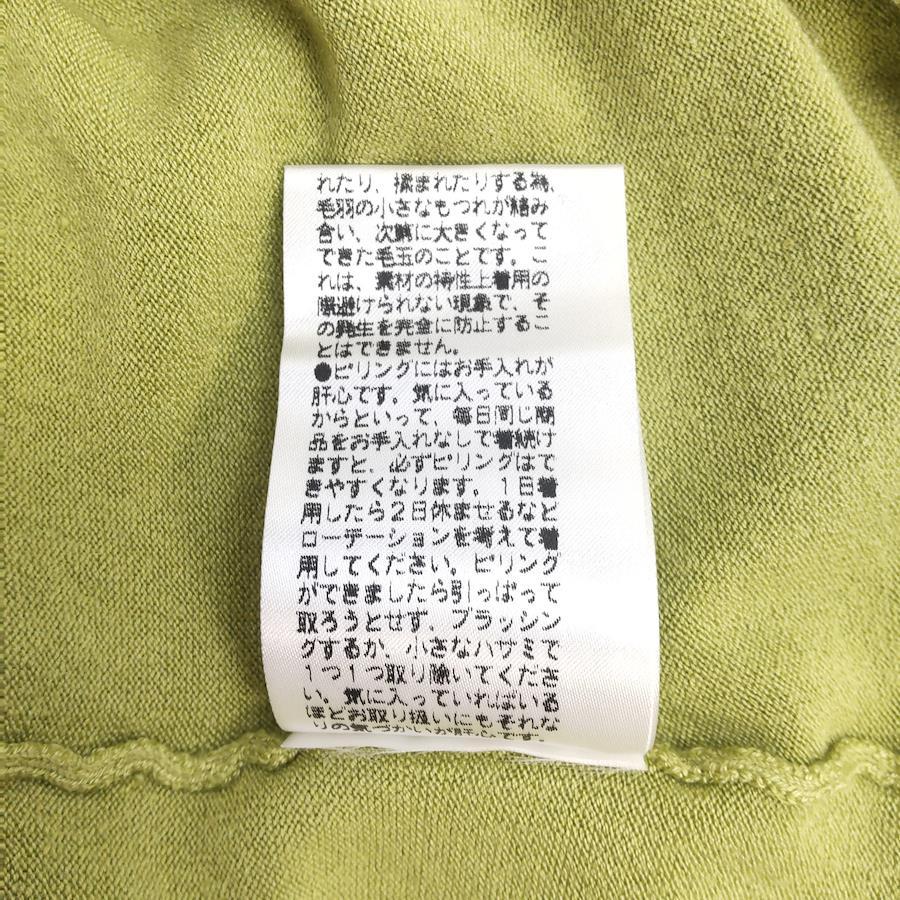 れたり、揉まれたりする為、
毛羽の小さなもつれが絡み
合い、次第に大きくなって
できた毛玉のことです。こ
れは、素材の特性上着用の
際避けられない現象で、そ
の発生を完全に防止するこ
とはできません。
●ピリングにはお手入れが
肝心です。気に入っている
からといって、毎日同じ商
品をお手入れなしで着続け
ますと、必ずピリングはで
きやすくなります。1日着
用したら2日休ませるなど
ローテーションを考えて着
用してください。ピリング
ができましたら引っぱって
取ろうとせず、ブラッシン
グするか、小さなハサミで
1つ1つ取り除いてくださ
い。気に入っていればいる
ほどお取り扱いにもそれな
りの気づかいが肝心です。